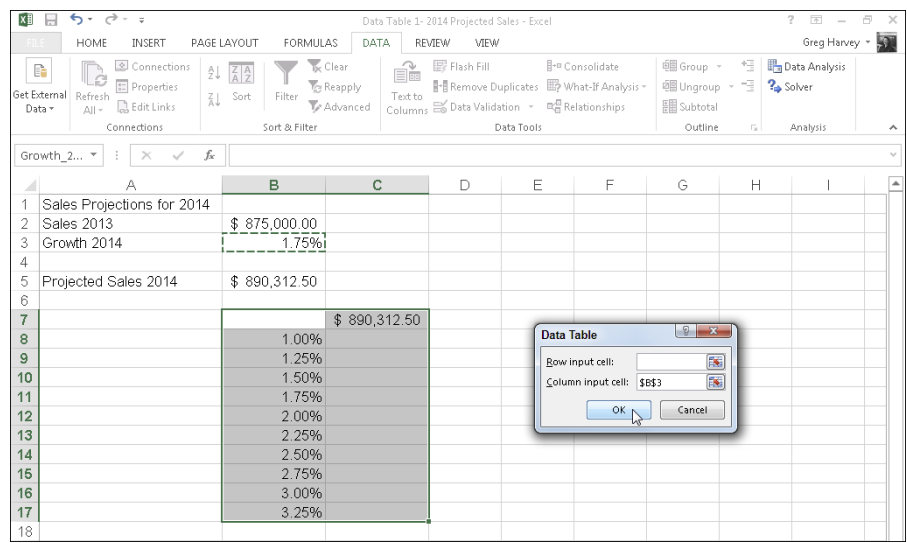 Data Table 1- 2014 Projected Sales - Excel
FILE HOME INSERT PAGE LAYOUT FORMULAS DATA REVIEW VIEW Greg Harvey
Get External Data
Refresh All
Connections
Properties
Edit Links
Connections
Sort
Filter
Clear
Reapply
Advanced
Sort & Filter
Text to Columns
Flash Fill
Remove Duplicates
Data Validation
Consolidate
What-If Analysis
Relationships
Data Tools
Group
Ungroup
Subtotal
Outline
Data Analysis
Solver
Analysis
Growth_2... fx
A B C D E F G H I
1 Sales Projections for 2014
2 Sales 2013 $ 875,000.00
3 Growth 2014 1.75%
4
5 Projected Sales 2014 $ 890,312.50
6
7 $ 890,312.50
8 1.00%
9 1.25%
10 1.50%
11 1.75%
12 2.00%
13 2.25%
14 2.50%
15 2.75%
16 3.00%
17 3.25%
18
Data Table
Row input cell:
Column input cell: $B$3
OK Cancel